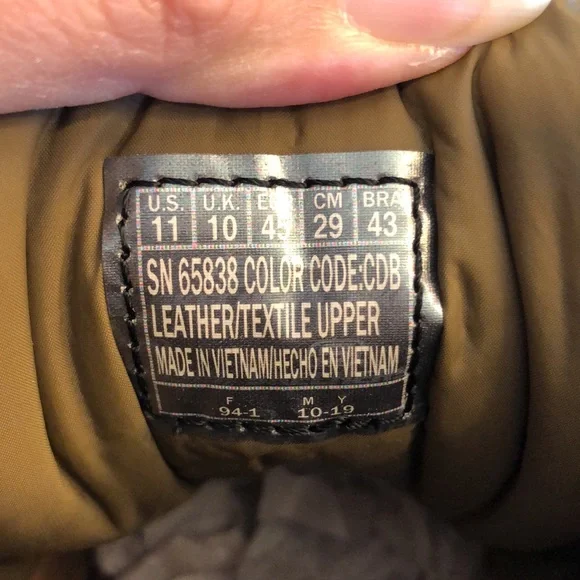 U.S. U.K. CM BRA
11 10 29 43
SN 65838 COLOR CODE:CDB
LEATHER/TEXTILE UPPER
MADE IN VIETNAM/HECHO EN VIETNAM
F M Y
94-1 10-19